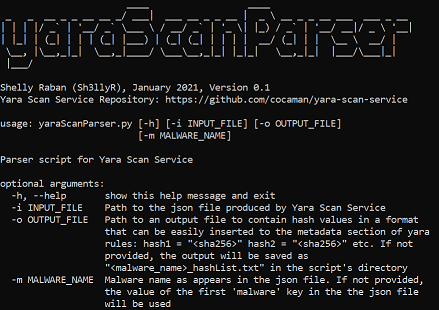 yaraScanParser
Shelly Raban (Sh3llyR), January 2021, Version 0.1
Yara Scan Service Repository: https://github.com/cocaman/yara-scan-service
usage: yaraScanParser.py [-h] [-i INPUT_FILE] [-o OUTPUT_FILE]
[-m MALWARE_NAME]
Parser script for Yara Scan Service
optional arguments:
-h, --help show this help message and exit
-i INPUT_FILE Path to the json file produced by Yara Scan Service
-o OUTPUT_FILE Path to an output file to contain hash values in a format
that can be easily inserted to the metadata section of yara
rules: hash1 = "<sha256>" hash2 = "<sha256>" etc. If not
provided, the output will be saved as
"<malware_name>_hashList.txt" in the script's directory
-m MALWARE_NAME Malware name as appears in the json file. If not provided,
the value of the first 'malware' key in the the json file
will be used